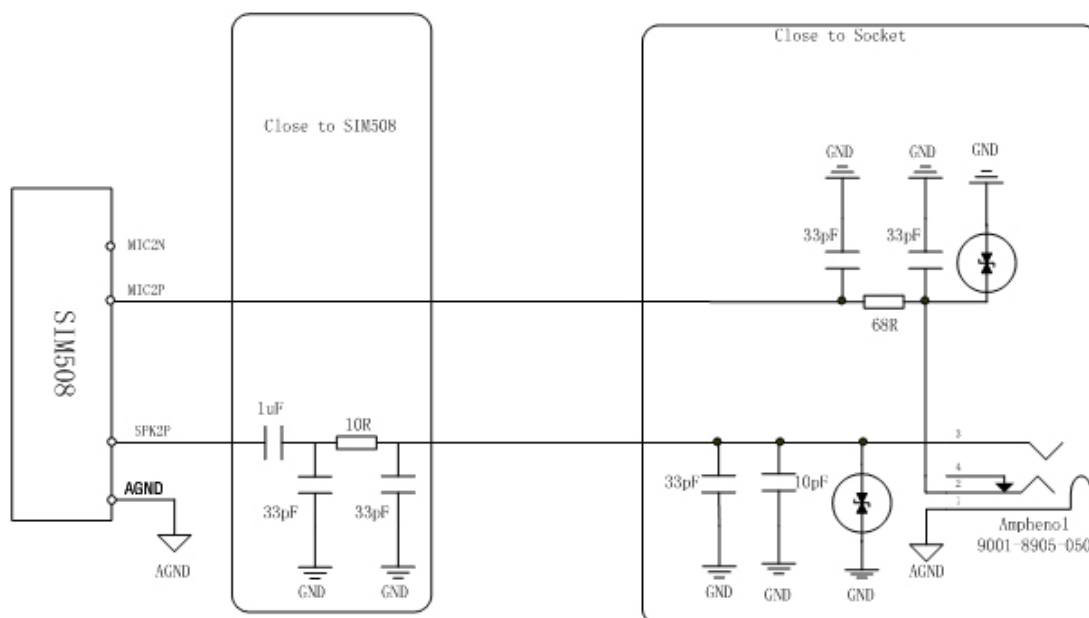 Close to Socket
Close to SIM508
GND
GND
GND
33pF
33pF
MIC2N
MIC2P
68R
SIM508
1uF
10R
SPK2P
3
4
2
1
AGND
33pF
33pF
33pF
10pF
Amphenol
9001-8905-050
AGND
GND
GND
GND
GND
GND
AGND